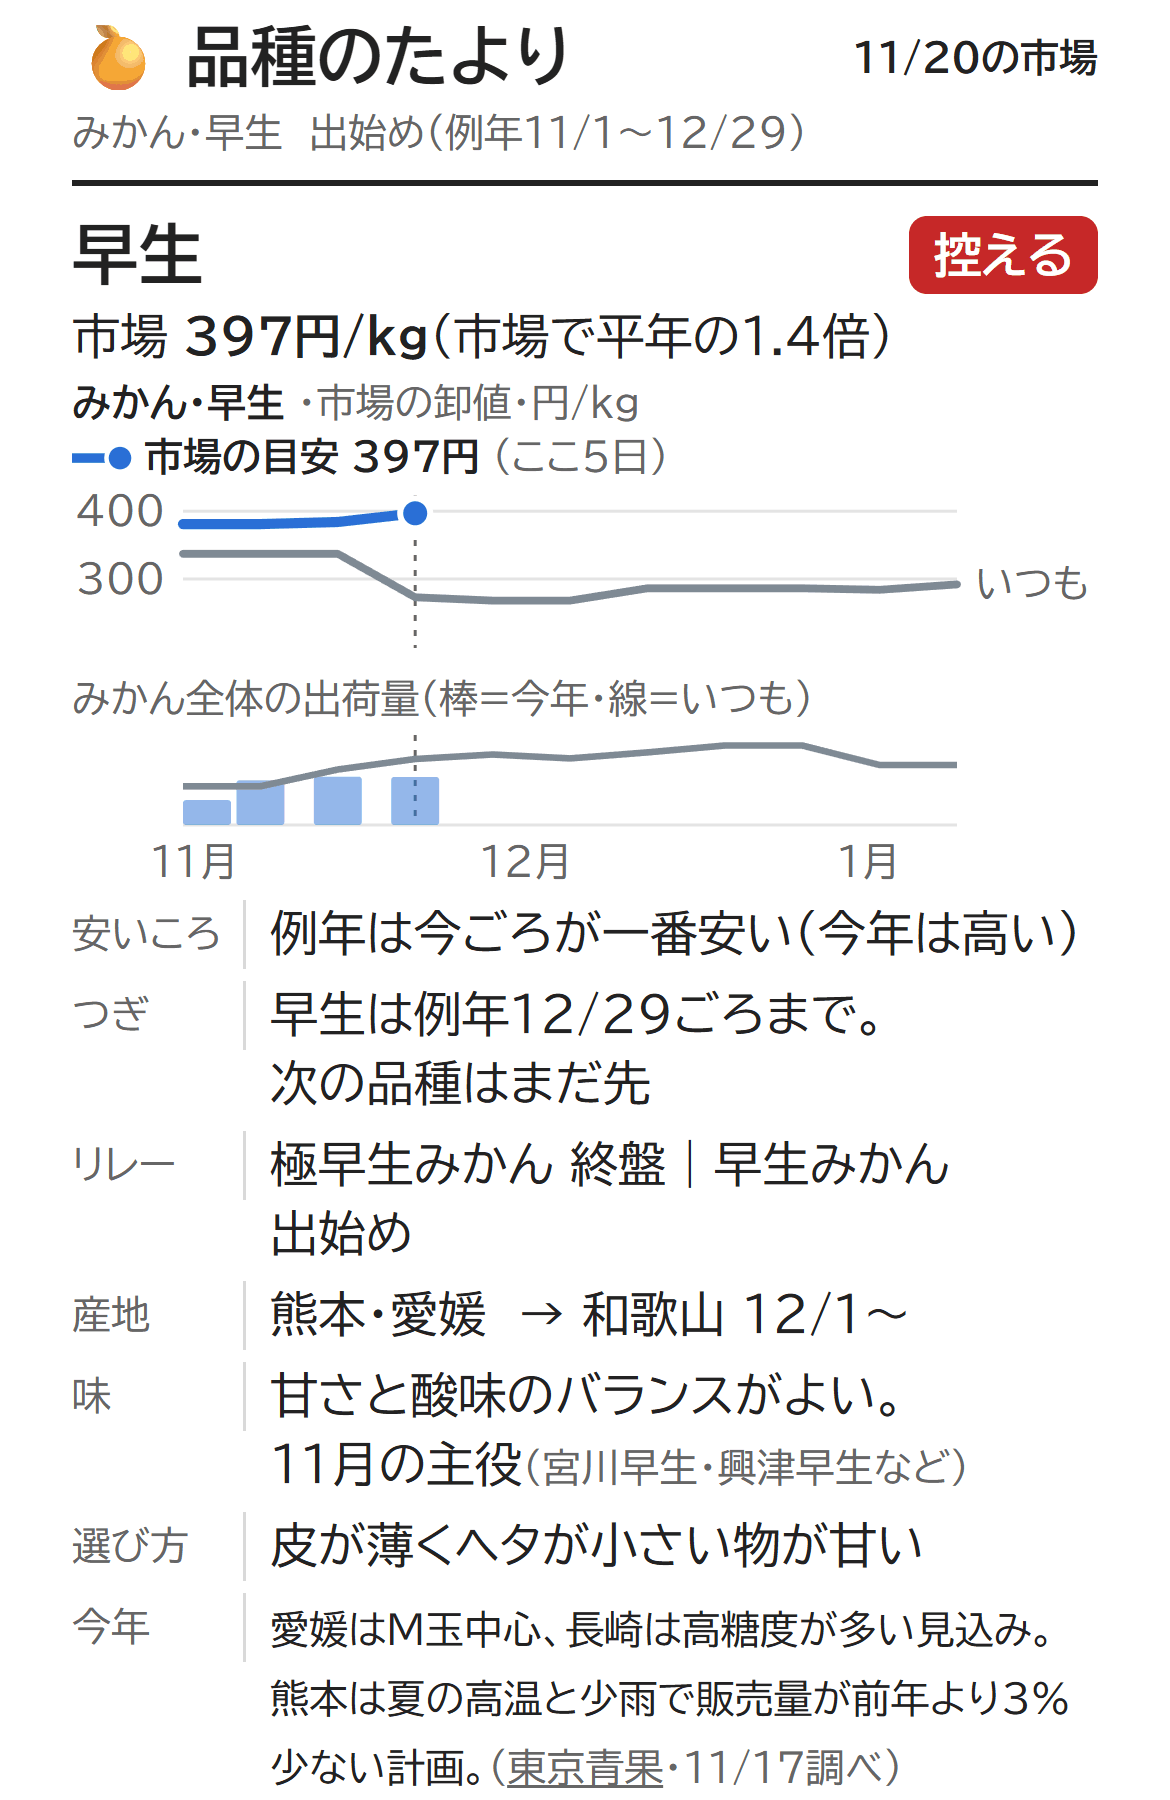 品種のたより
11/20の市場
みかん・早生 出始め（例年11/1〜12/29）
早生
控える
市場 397円/kg（市場で平年の1.4倍）
みかん・早生 ・市場の卸値・円/kg
市場の目安 397円（ここ5日）
400
300
いつも
みかん全体の出荷量（棒=今年・線=いつも）
11月 12月 1月
安いころ 例年は今ごろが一番安い（今年は高い）
つぎ 早生は例年12/29ごろまで。
次の品種はまだ先
リレー 極早生みかん 終盤｜早生みかん
出始め
産地 熊本・愛媛 → 和歌山 12/1〜
味 甘さと酸味のバランスがよい。
11月の主役（宮川早生・興津早生など）
選び方 皮が薄くヘタが小さい物が甘い
今年 愛媛はM玉中心、長崎は高糖度が多い見込み。
熊本は夏の高温と少雨で販売量が前年より3%
少ない計画。（東京青果・11/17調べ）